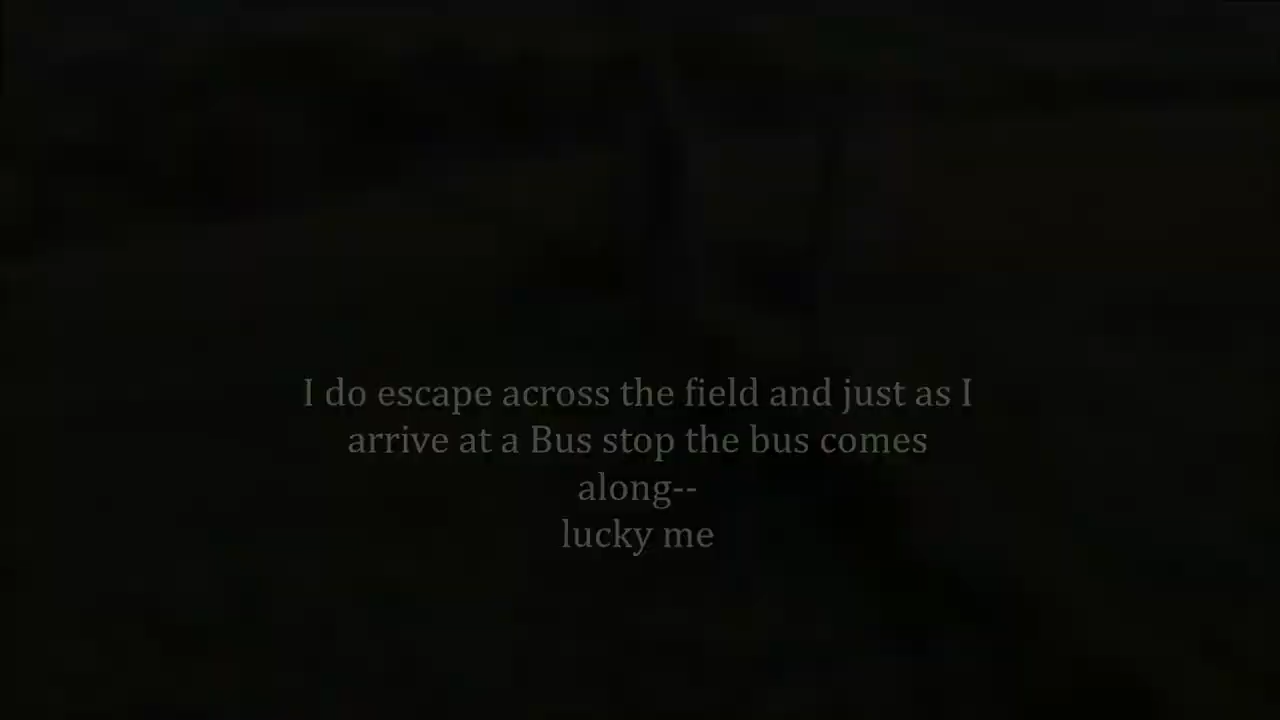 I do escape across the field and just as I
arrive at a Bus stop the bus comes
along--
lucky me